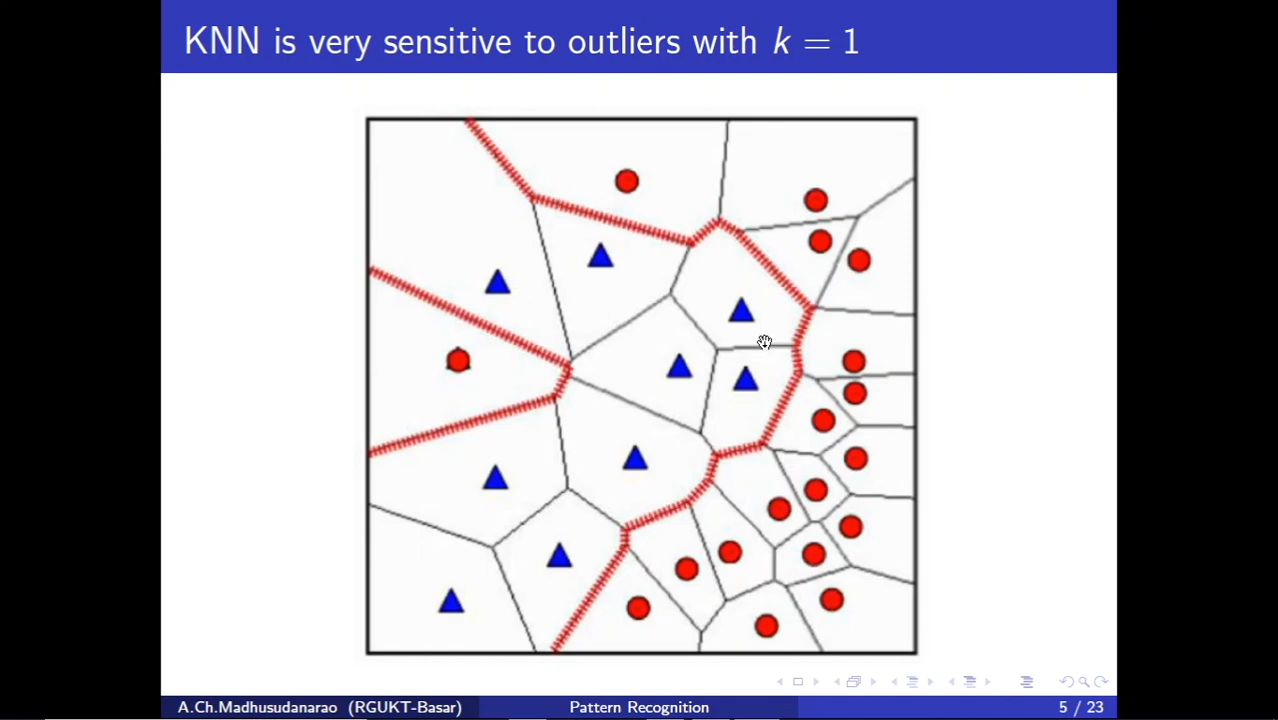 KNN is very sensitive to outliers with k = 1
A.Ch.Madhusudanarao (RGUKT-Basar) Pattern Recognition 5 / 23